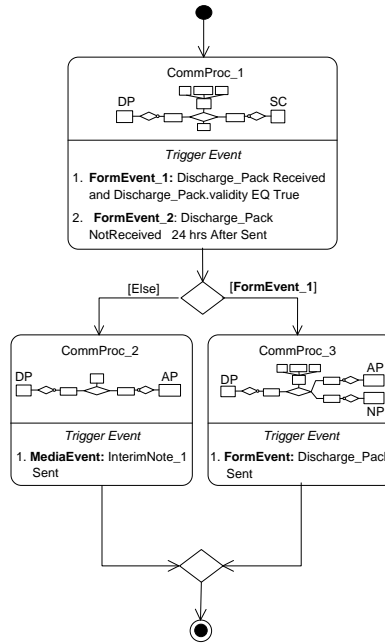 CommProc_1
DP
SC
Trigger Event
1. FormEvent_1: Discharge_Pack Received
and Discharge_Pack.validity EQ True
2. FormEvent_2: Discharge_Pack
NotReceived 24 hrs After Sent
[Else]
[FormEvent_1]
CommProc_2
DP
AP
Trigger Event
1. MediaEvent: InterimNote_1
Sent
CommProc_3
DP
AP
NP
Trigger Event
1. FormEvent: Discharge_Pack
Sent